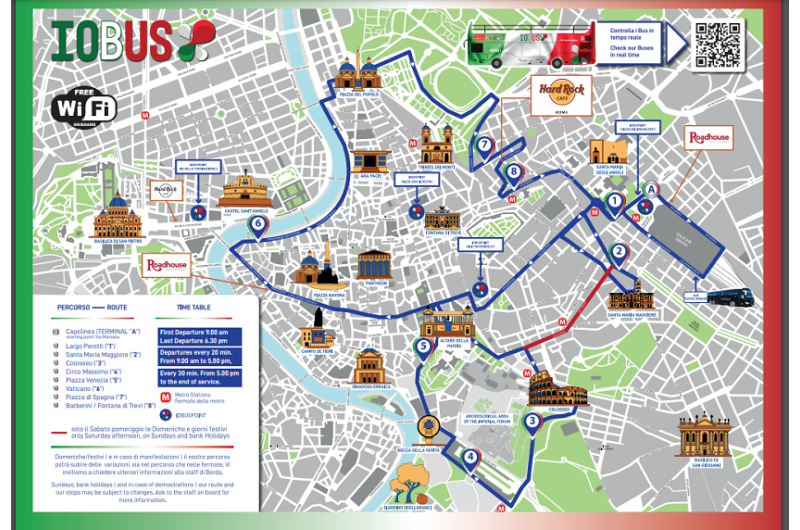 IOBUS
FREE
Wi Fi
ONBOARD
Controlla i Bus in
tempo reale
Check our Buses
in real time
Hard Rock
CAFE
ROMA
PIAZZA DEL POPOLO
Roadhouse
SANTA MARIA
DEGLI ANGELI
TRINITÀ DEI MONTI
ARA PACIS
Hard Rock
CASTEL SANT'ANGELO
FONTANA DI TREVI
BASILICA DI SAN PIETRO
A
1
2
3
4
5
6
7
8
M
Roadhouse
PANTHEON
PIAZZA NAVONA
SANTA MARIA MAGGIORE
ALTARE DELLA
PATRIA
CAMPO DE FIORI
SINAGOGA EBRAICA
COLOSSEO
ARCHEOLOGICAL AREA
OF THE IMPERIAL FORUM
BOCCA DELLA VERITÀ
BASILICA DI
SAN GIOVANNI
GIARDINO DEGLI ARANCI
PERCORSO ROUTE
TIME TABLE
Capolinea (TERMINAL "A")
starting point Via Marsala
Largo Peretti ("1")
Santa Maria Maggiore ("2")
Colosseo ("3")
Circo Massimo ("4")
Piazza Venezia ("5")
Vaticano ("6")
Piazza di Spagna ("7")
Barberini / Fontana di Trevi ("8")
First Departure 9.00 am
Last Departure 6.30 pm
Departures every 20 min.
From 9.00 am to 5.00 pm,
Every 30 min. From 5.00 pm
to the end of service.
M Metro Stations
Fermate della metro
IOBUSPOINT
solo il Sabato pomeriggio le Domeniche e giorni festivi
only Saturday afternoon, on Sundays and bank Holidays
Domeniche/festivi | e in caso di manifestazioni | il nostro percorso
patrà subire delle variazioni, sia nel percorso che nelle fermate. Vi
invitiamo a chiedere ulteriori informazioni allo staff di Bordo.
Sundays, bank holidays | and in case of demostrations | our route and
our stops may be subject to changes. Ask to the staff on board for
more information.